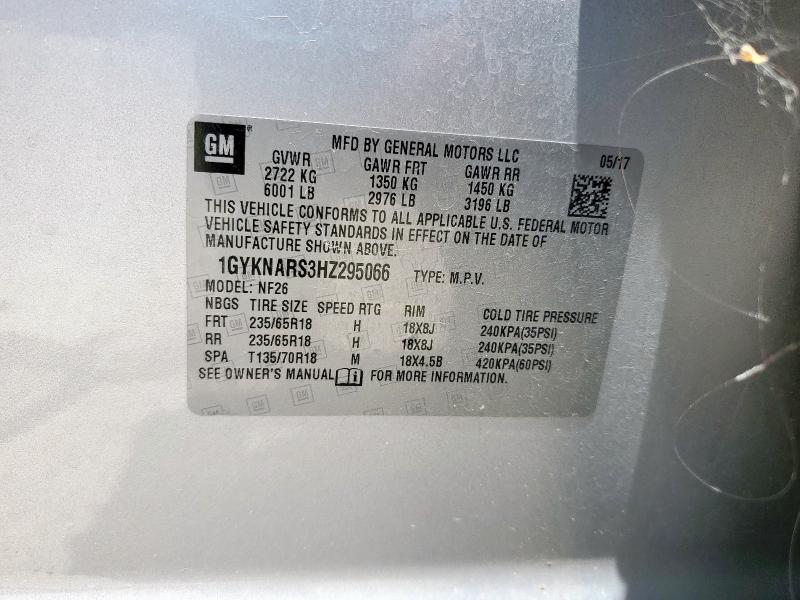 GM®
MFD BY GENERAL MOTORS LLC 05/17
GVWR GAWR FRT GAWR RR
2722 KG 1350 KG 1450 KG
6001 LB 2976 LB 3196 LB
THIS VEHICLE CONFORMS TO ALL APPLICABLE U.S. FEDERAL MOTOR
VEHICLE SAFETY STANDARDS IN EFFECT ON THE DATE OF
MANUFACTURE SHOWN ABOVE.
1GYKNARS3HZ295066 TYPE: M.P.V.
MODEL: NF26
NBGS TIRE SIZE SPEED RTG RIM COLD TIRE PRESSURE
FRT 235/65R18 H 18X8J 240KPA(35PSI)
RR 235/65R18 H 18X8J 240KPA(35PSI)
SPA T135/70R18 M 18X4.5B 420KPA(60PSI)
SEE OWNER'S MANUAL FOR MORE INFORMATION.